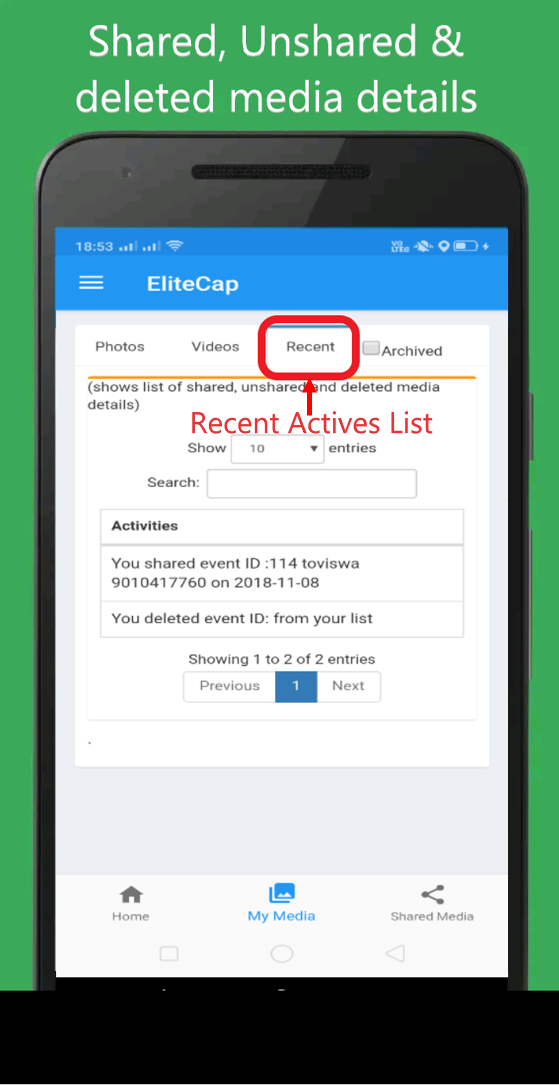 Shared, Unshared &
deleted media details
18:53
VO
LTE
EliteCap
Photos
Videos
Recent
Archived
(shows list of shared, unshared and deleted media
details)
Recent Actives List
Show 10 entries
Search:
Activities
You shared event ID :114 toviswa
9010417760 on 2018-11-08
You deleted event ID: from your list
Showing 1 to 2 of 2 entries
Previous 1 Next
.
Home
My Media
Shared Media